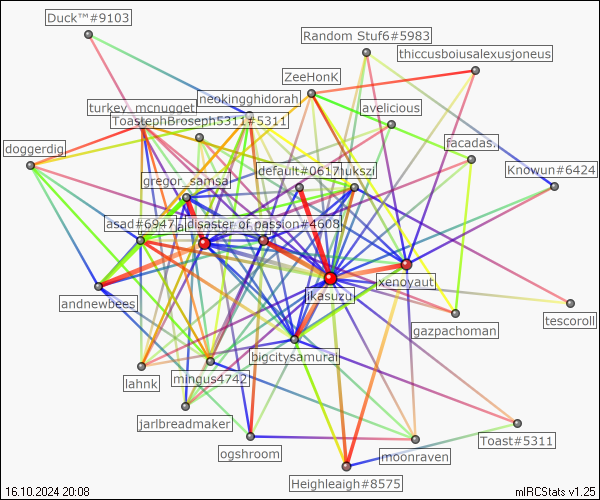 Duck™#9103
Random Stuf6#5983
thiccusboiusalexusjoneus
ZeeHonK
neokingghidorah
turkey_mcnugget
avelicious
ToastephBroseph5311#5311
facadas.
doggerdig
default#0617
hukszi
Knowun#6424
gregor_samsa
asad#6947
disaster of passion#4608
xenoyaut
ikasuzuj
andnewbees
tescoroll
gazpachoman
bigcitysamurai
lahnk
mingus4742
jarlbreadmaker
Toast#5311
ogshroom
moonraven
Heighleaigh#8575
16.10.2024 20:08
mIRCStats v1.25